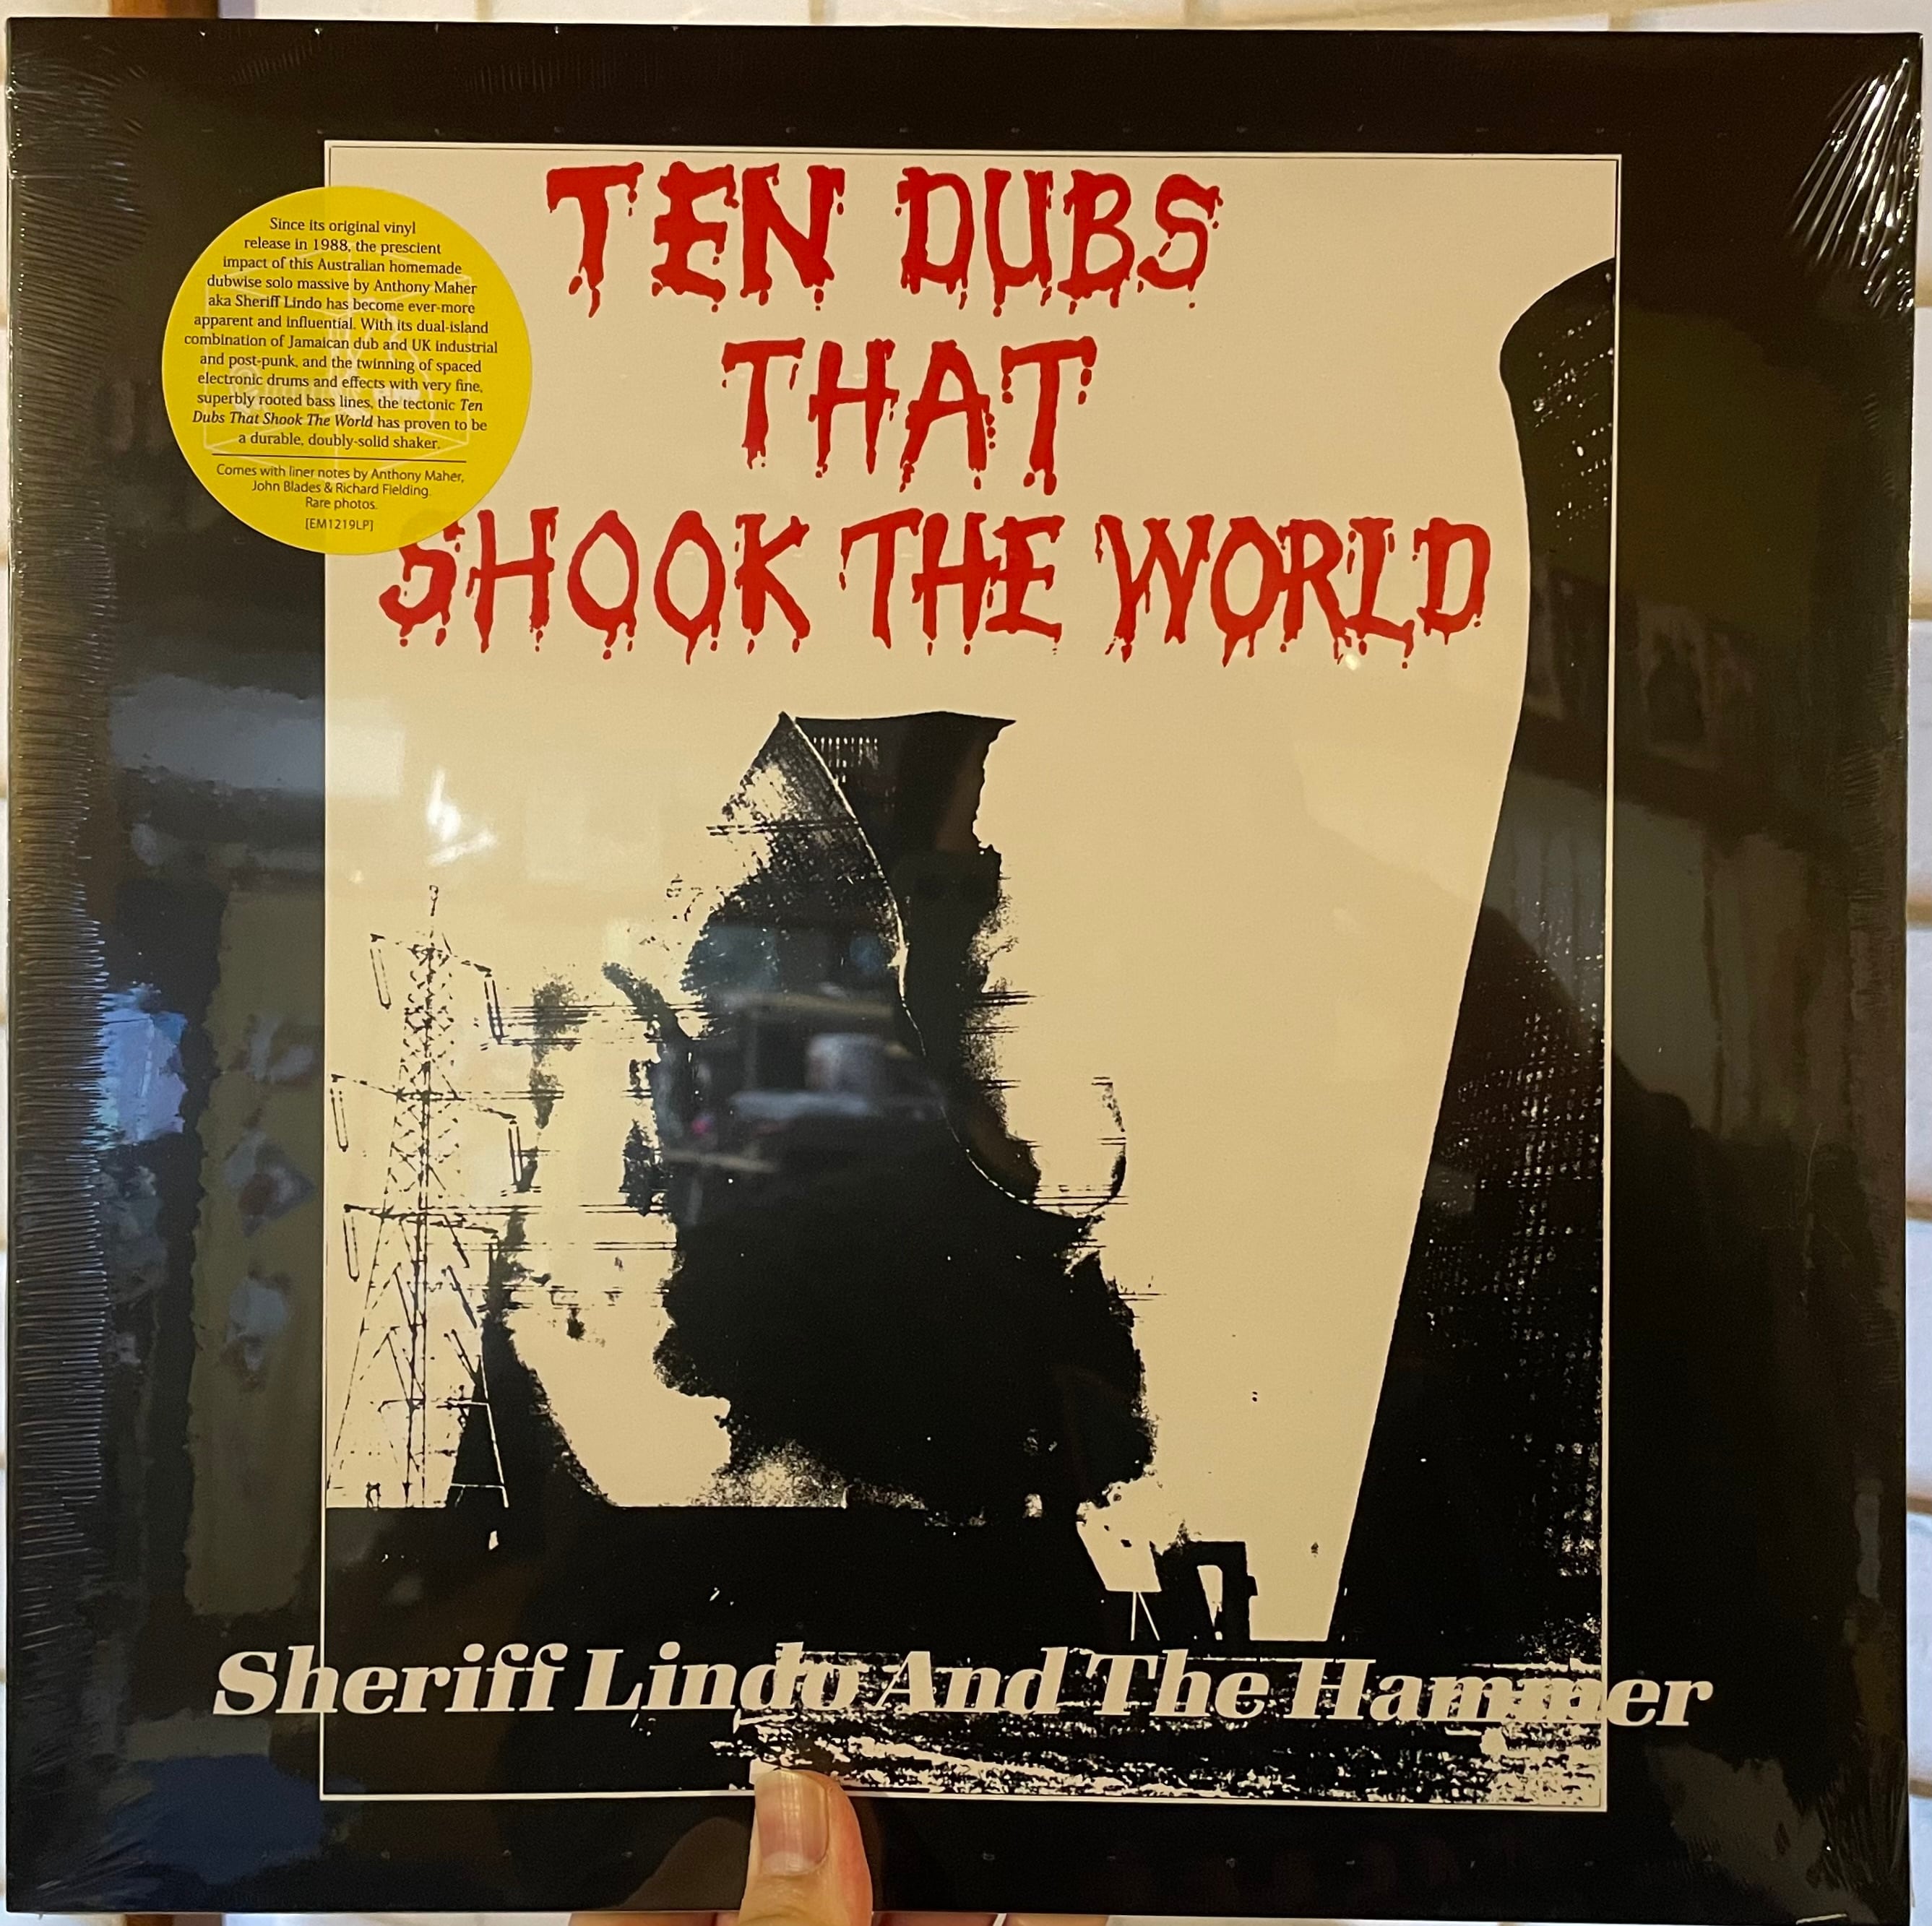 TEN DUBS
THAT
SHOOK THE WORLD
Since its original vinyl
release in 1988, the prescient
impact of this Australian homemade
dubwise solo massive by Anthony Maher
aka Sheriff Lindo has become ever-more
apparent and influential. With its dual-island
combination of Jamaican dub and UK industrial
and post-punk, and the twinning of spaced
electronic drums and effects with very fine,
superbly rooted bass lines, the tectonic Ten
Dubs That Shook The World has proven to be
a durable, doubly-solid shaker.
Comes with liner notes by Anthony Maher,
John Blades & Richard Fielding.
Rare photos.
[EM1219LP]
Sheriff Lindo And The Hammer